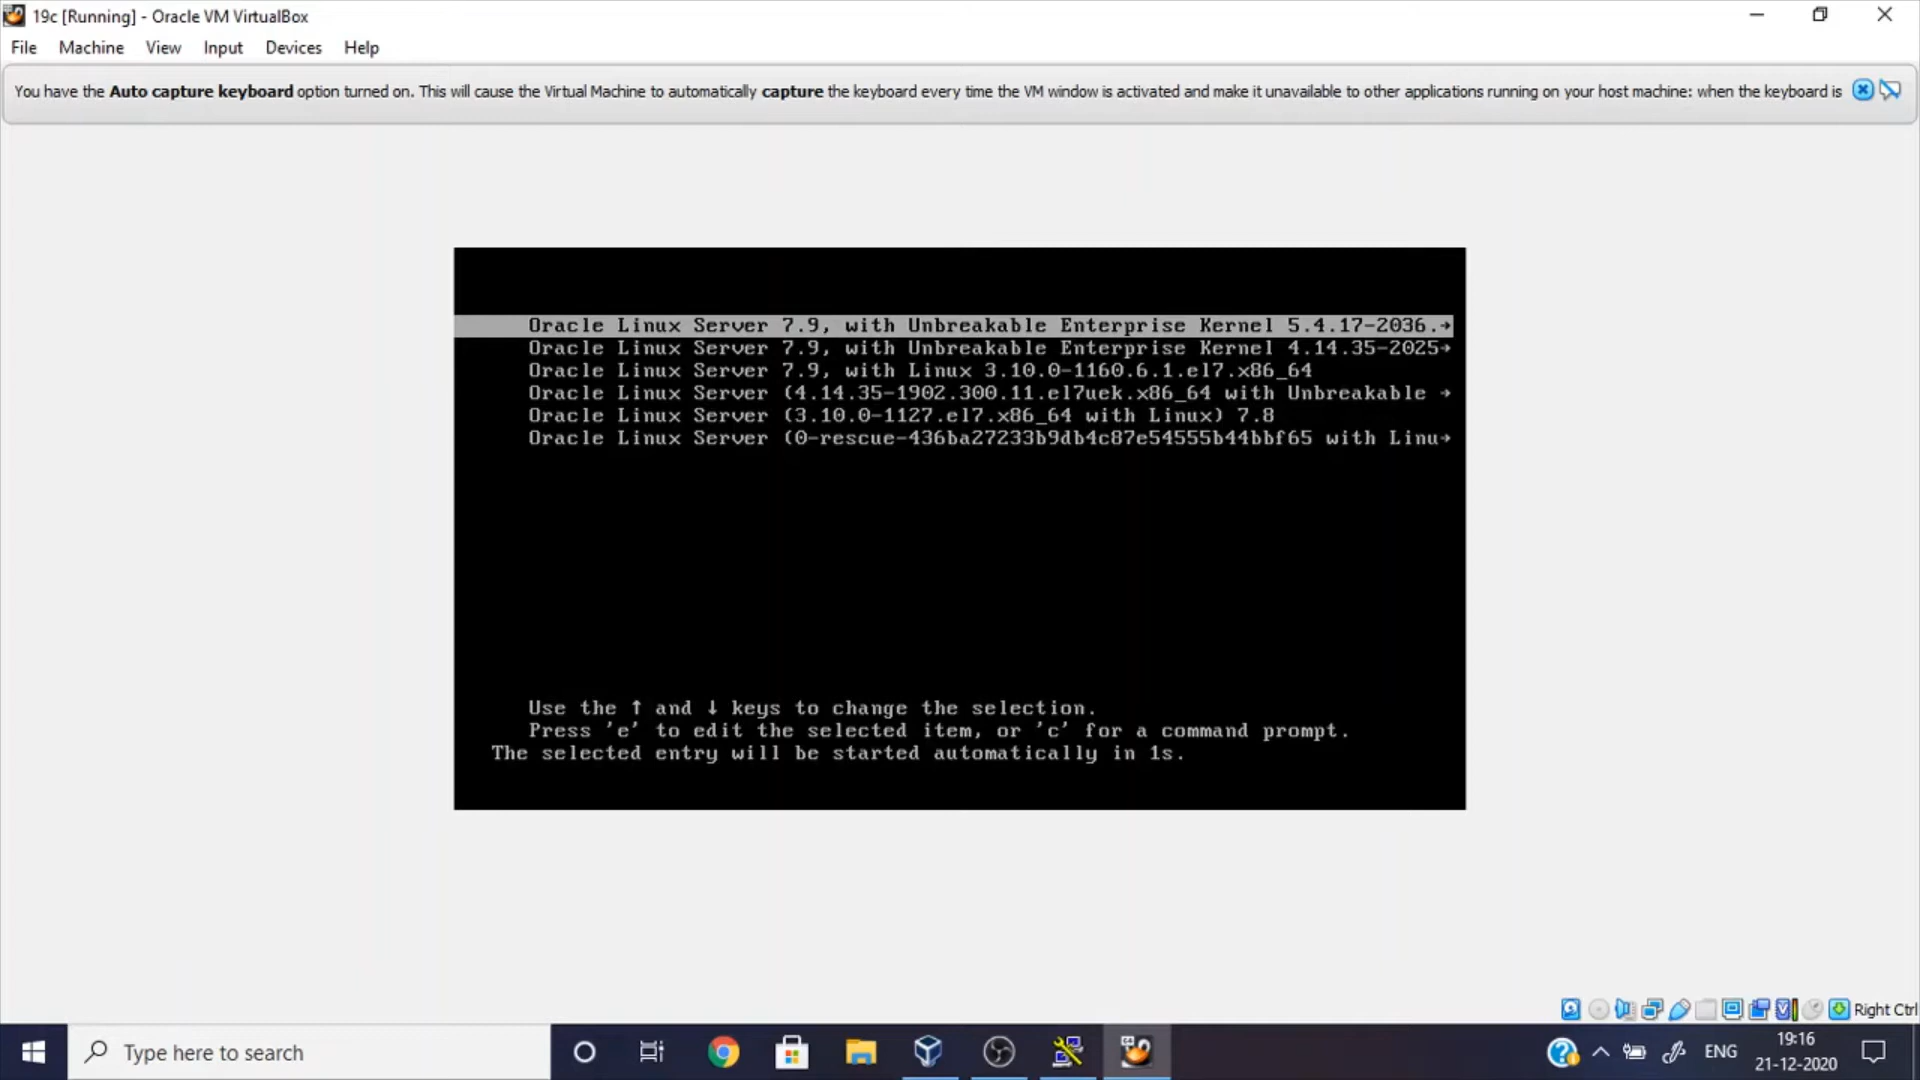 19c [Running] - Oracle VM VirtualBox
File Machine View Input Devices Help
You have the Auto capture keyboard option turned on. This will cause the Virtual Machine to automatically capture the keyboard every time the VM window is activated and make it unavailable to other applications running on your host machine: when the keyboard is
Oracle Linux Server 7.9, with Unbreakable Enterprise Kernel 5.4.17-2036.→
Oracle Linux Server 7.9, with Unbreakable Enterprise Kernel 4.14.35-2025→
Oracle Linux Server 7.9, with Linux 3.10.0-1160.6.1.el7.x86_64
Oracle Linux Server (4.14.35-1902.300.11.el7uek.x86_64 with Unbreakable →
Oracle Linux Server (3.10.0-1127.el7.x86_64 with Linux) 7.8
Oracle Linux Server (0-rescue-436ba27233b9db4c87e54555b44bbf65 with Linu→
Use the ↑ and ↓ keys to change the selection.
Press 'e' to edit the selected item, or 'c' for a command prompt.
The selected entry will be started automatically in 1s.
Right Ctrl
Type here to search
ENG
19:16
21-12-2020